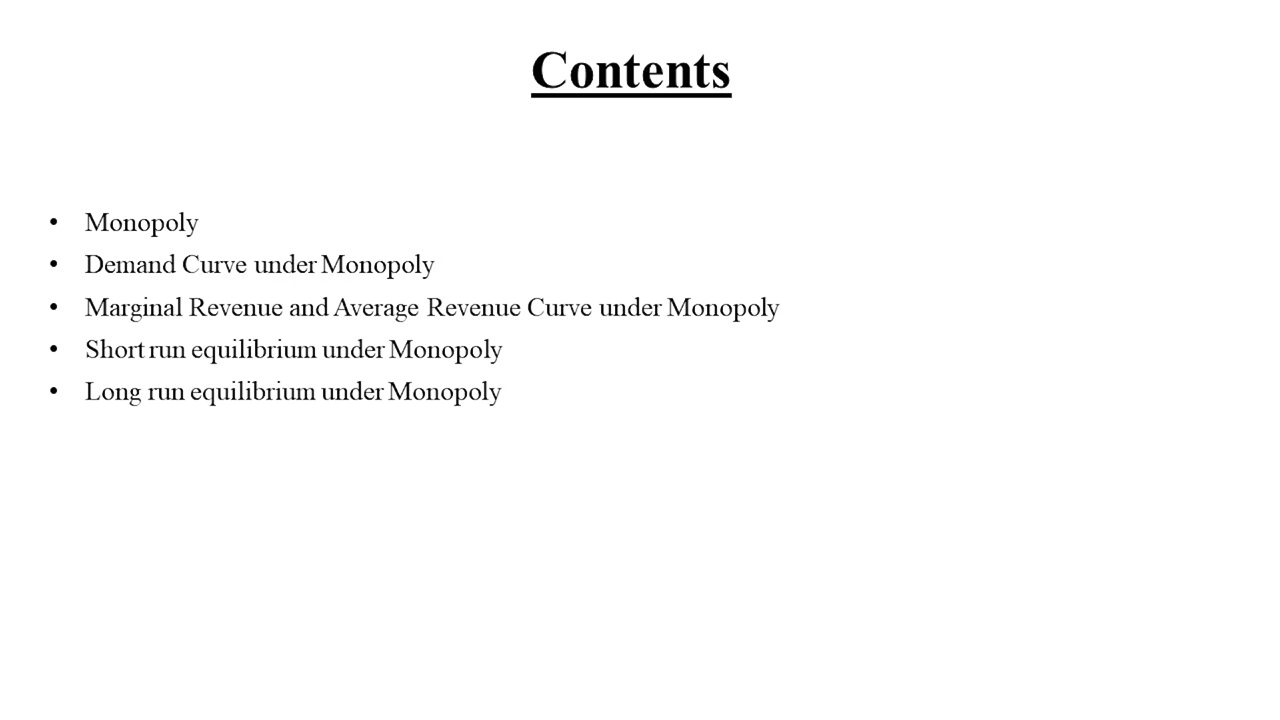 Contents
• Monopoly
• Demand Curve under Monopoly
• Marginal Revenue and Average Revenue Curve under Monopoly
• Short run equilibrium under Monopoly
• Long run equilibrium under Monopoly